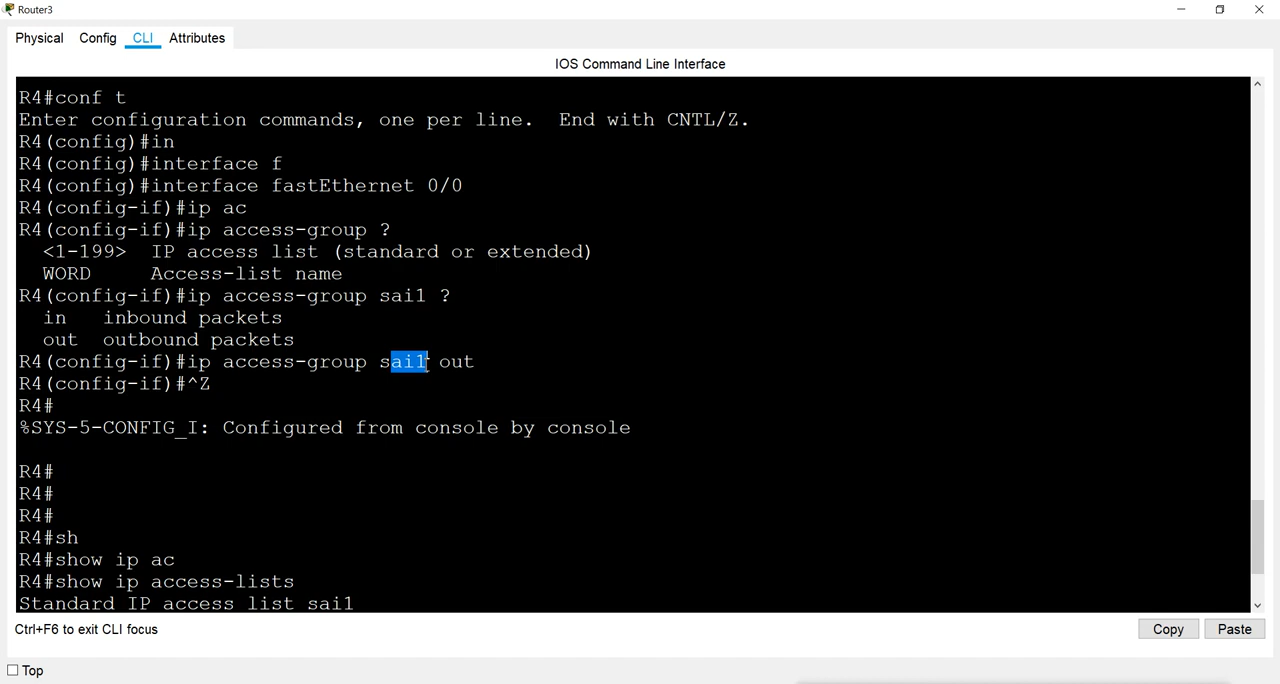 Router3
Physical Config CLI Attributes
IOS Command Line Interface
R4#conf t
Enter configuration commands, one per line.  End with CNTL/Z.
R4(config)#in
R4(config)#interface f
R4(config)#interface fastEthernet 0/0
R4(config-if)#ip ac
R4(config-if)#ip access-group ?
  <1-199>  IP access list (standard or extended)
  WORD     Access-list name
R4(config-if)#ip access-group sai1 ?
  in   inbound packets
  out  outbound packets
R4(config-if)#ip access-group sai1 out
R4(config-if)#^Z
R4#
%SYS-5-CONFIG_I: Configured from console by console
R4#
R4#
R4#
R4#sh
R4#show ip ac
R4#show ip access-lists
Standard IP access list sai1
Ctrl+F6 to exit CLI focus
Copy Paste
Top